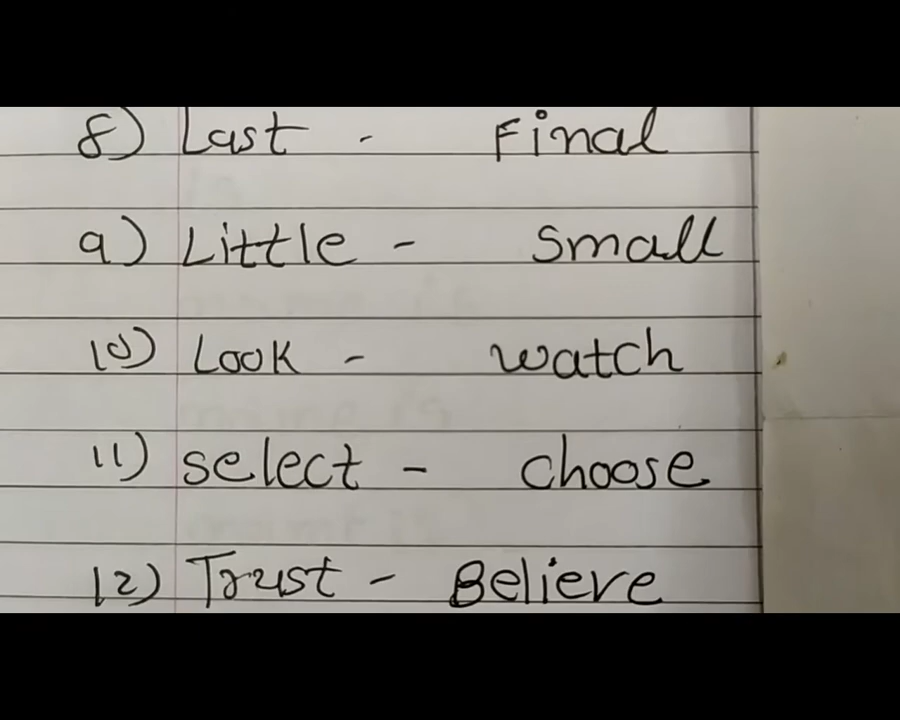 8) Last - Final
9) Little - Small
10) Look - watch
11) select - choose
12) Trust - Believe